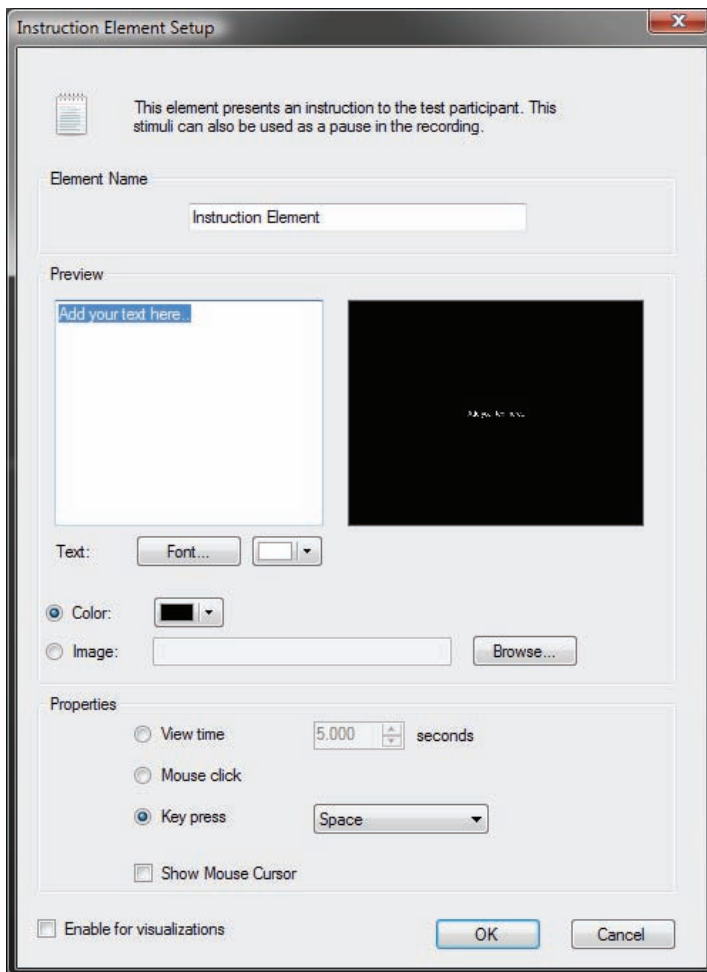 Instruction Element Setup
This element presents an instruction to the test participant. This
stimuli can also be used as a pause in the recording.
Element Name
Instruction Element
Preview
Add your text here..
Text:
Font...
Color:
Image:
Browse...
Properties
View time
5.000
seconds
Mouse click
Key press
Space
Show Mouse Cursor
Enable for visualizations
OK
Cancel